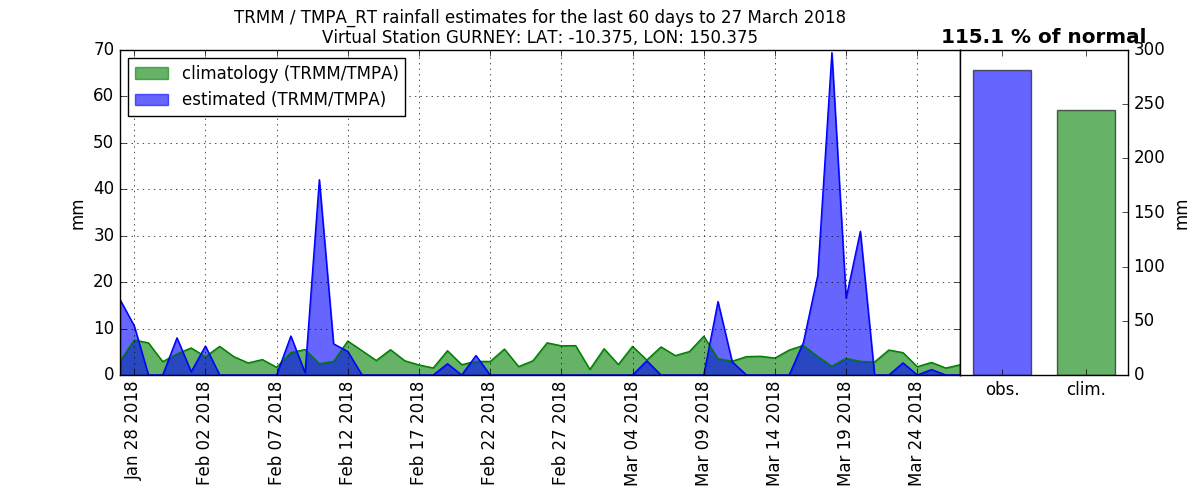 TRMM / TMPA_RT rainfall estimates for the last 60 days to 27 March 2018
Virtual Station GURNEY: LAT: -10.375, LON: 150.375
115.1 % of normal
climatology (TRMM/TMPA)
estimated (TRMM/TMPA)
70
60
50
40
30
20
10
0
mm
Jan 28 2018
Feb 02 2018
Feb 07 2018
Feb 12 2018
Feb 17 2018
Feb 22 2018
Feb 27 2018
Mar 04 2018
Mar 09 2018
Mar 14 2018
Mar 19 2018
Mar 24 2018
obs.
clim.
300
250
200
150
100
50
0
mm